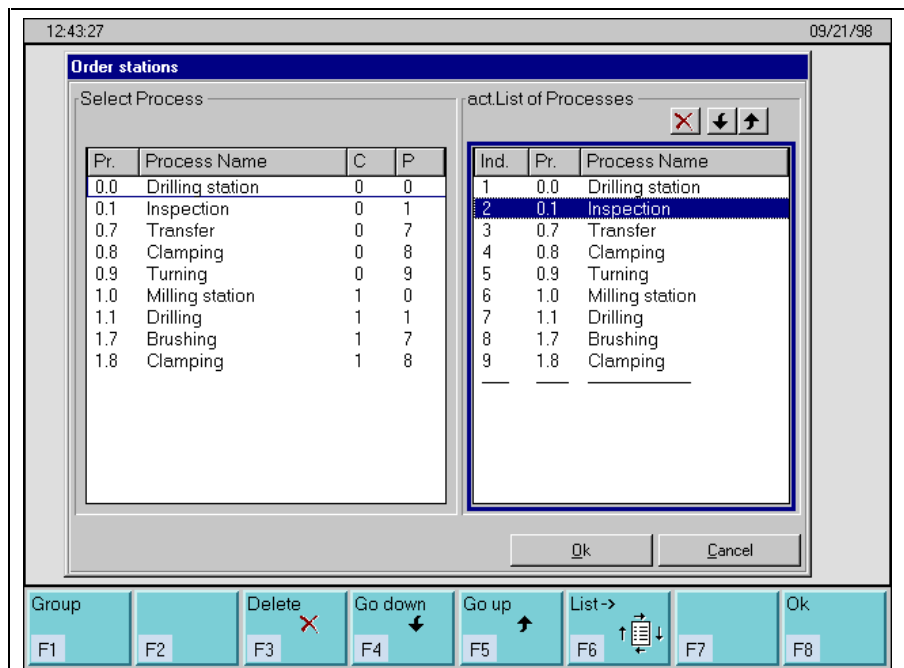 12:43:27 09/21/98
Order stations
Select Process
act.List of Processes
Pr. Process Name C P
0.0 Drilling station 0 0
0.1 Inspection 0 1
0.7 Transfer 0 7
0.8 Clamping 0 8
0.9 Turning 0 9
1.0 Milling station 1 0
1.1 Drilling 1 1
1.7 Brushing 1 7
1.8 Clamping 1 8
Ind. Pr. Process Name
1 0.0 Drilling station
2 0.1 Inspection
3 0.7 Transfer
4 0.8 Clamping
5 0.9 Turning
6 1.0 Milling station
7 1.1 Drilling
8 1.7 Brushing
9 1.8 Clamping
Ok Cancel
Group Delete Go down Go up List-> Ok
F1 F2 F3 F4 F5 F6 F7 F8